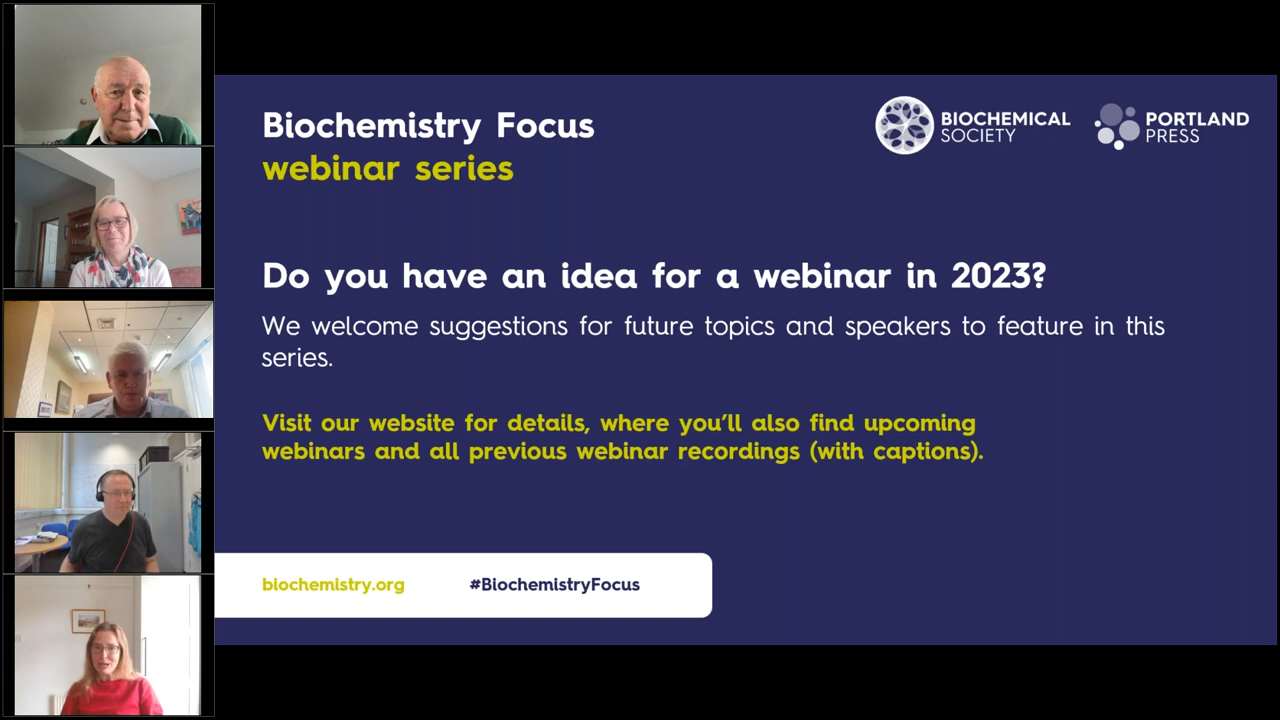 Biochemistry Focus
webinar series
BIOCHEMICAL
SOCIETY
PORTLAND
PRESS
Do you have an idea for a webinar in 2023?
We welcome suggestions for future topics and speakers to feature in this
series.
Visit our website for details, where you’ll also find upcoming
webinars and all previous webinar recordings (with captions).
biochemistry.org
#BiochemistryFocus